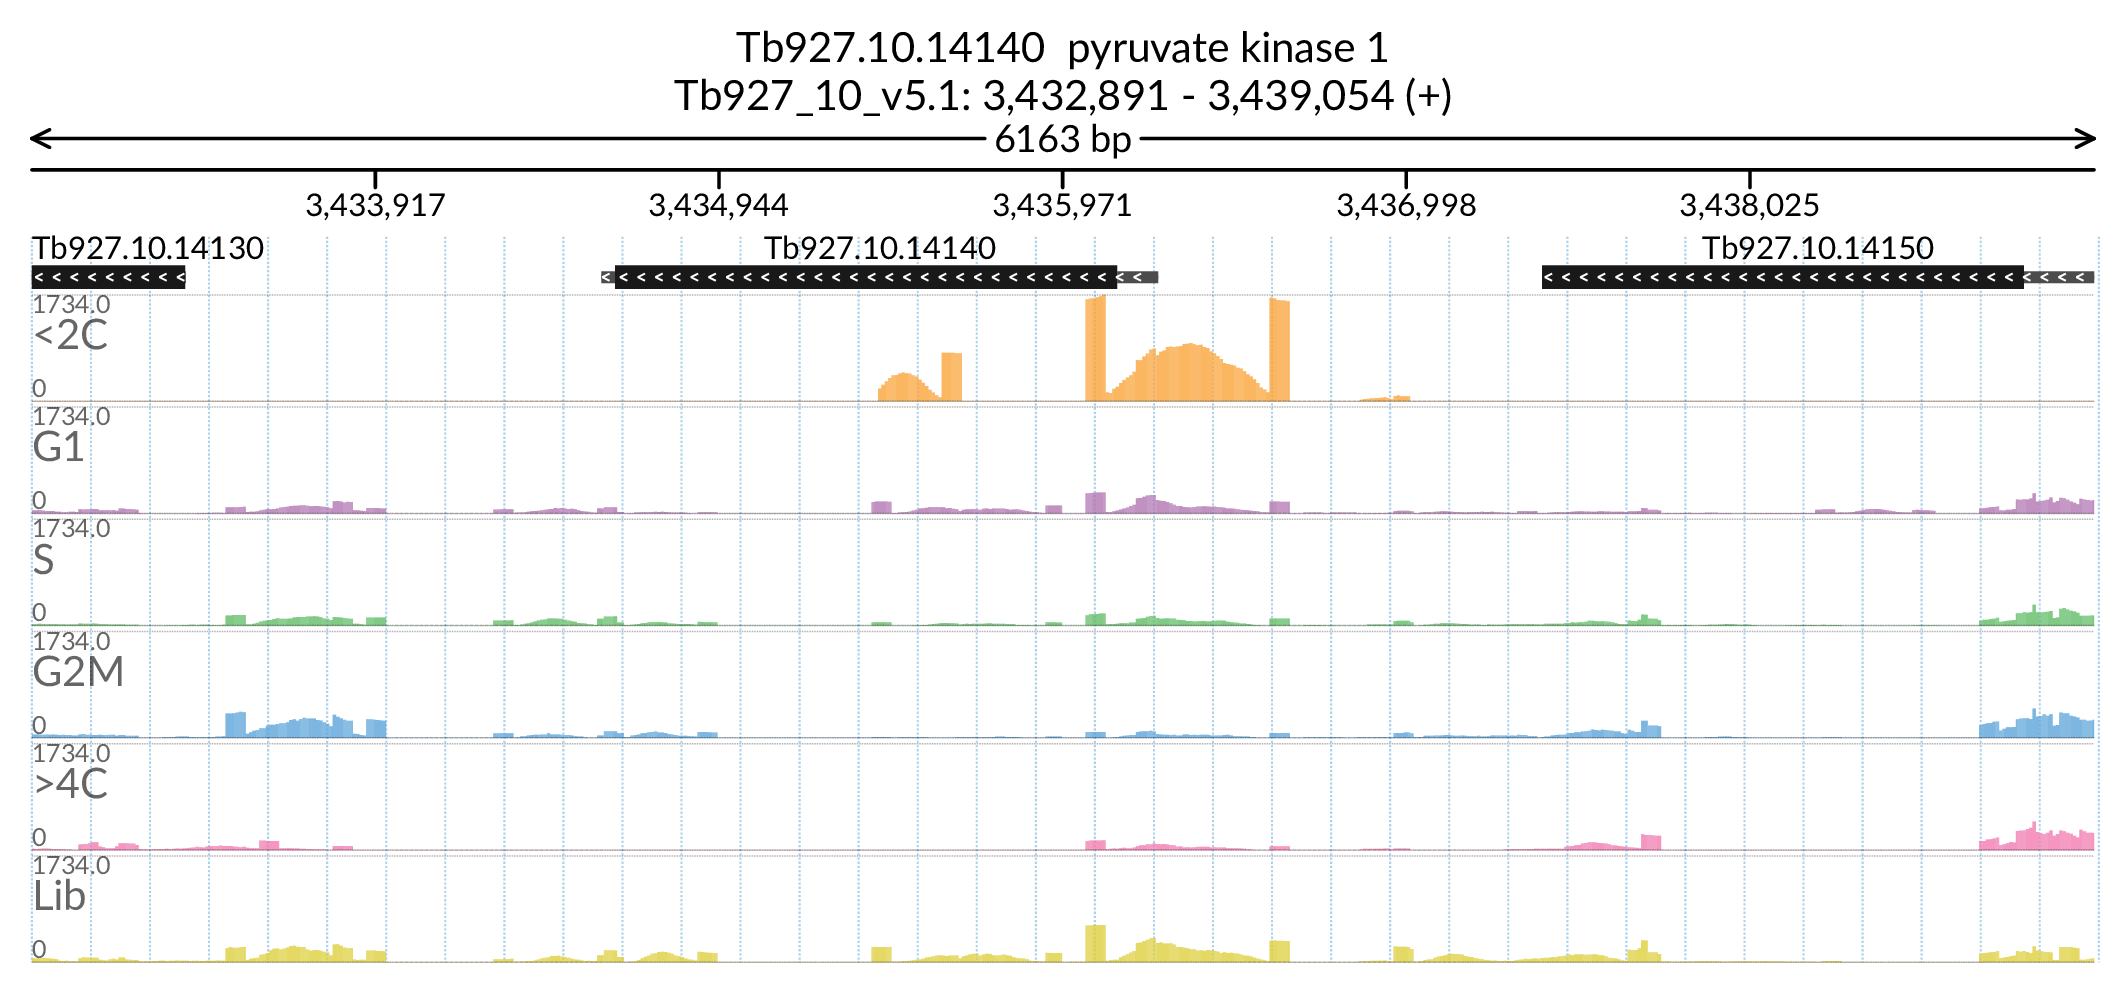 Tb927.10.14140  pyruvate kinase 1
Tb927_10_v5.1: 3,432,891 - 3,439,054 (+)
6163 bp
3,433,917 3,434,944 3,435,971 3,436,998 3,438,025
Tb927.10.14130 Tb927.10.14140 Tb927.10.14150
1734.0
<2C
0
1734.0
G1
0
1734.0
S
0
1734.0
G2M
0
1734.0
>4C
0
1734.0
Lib
0